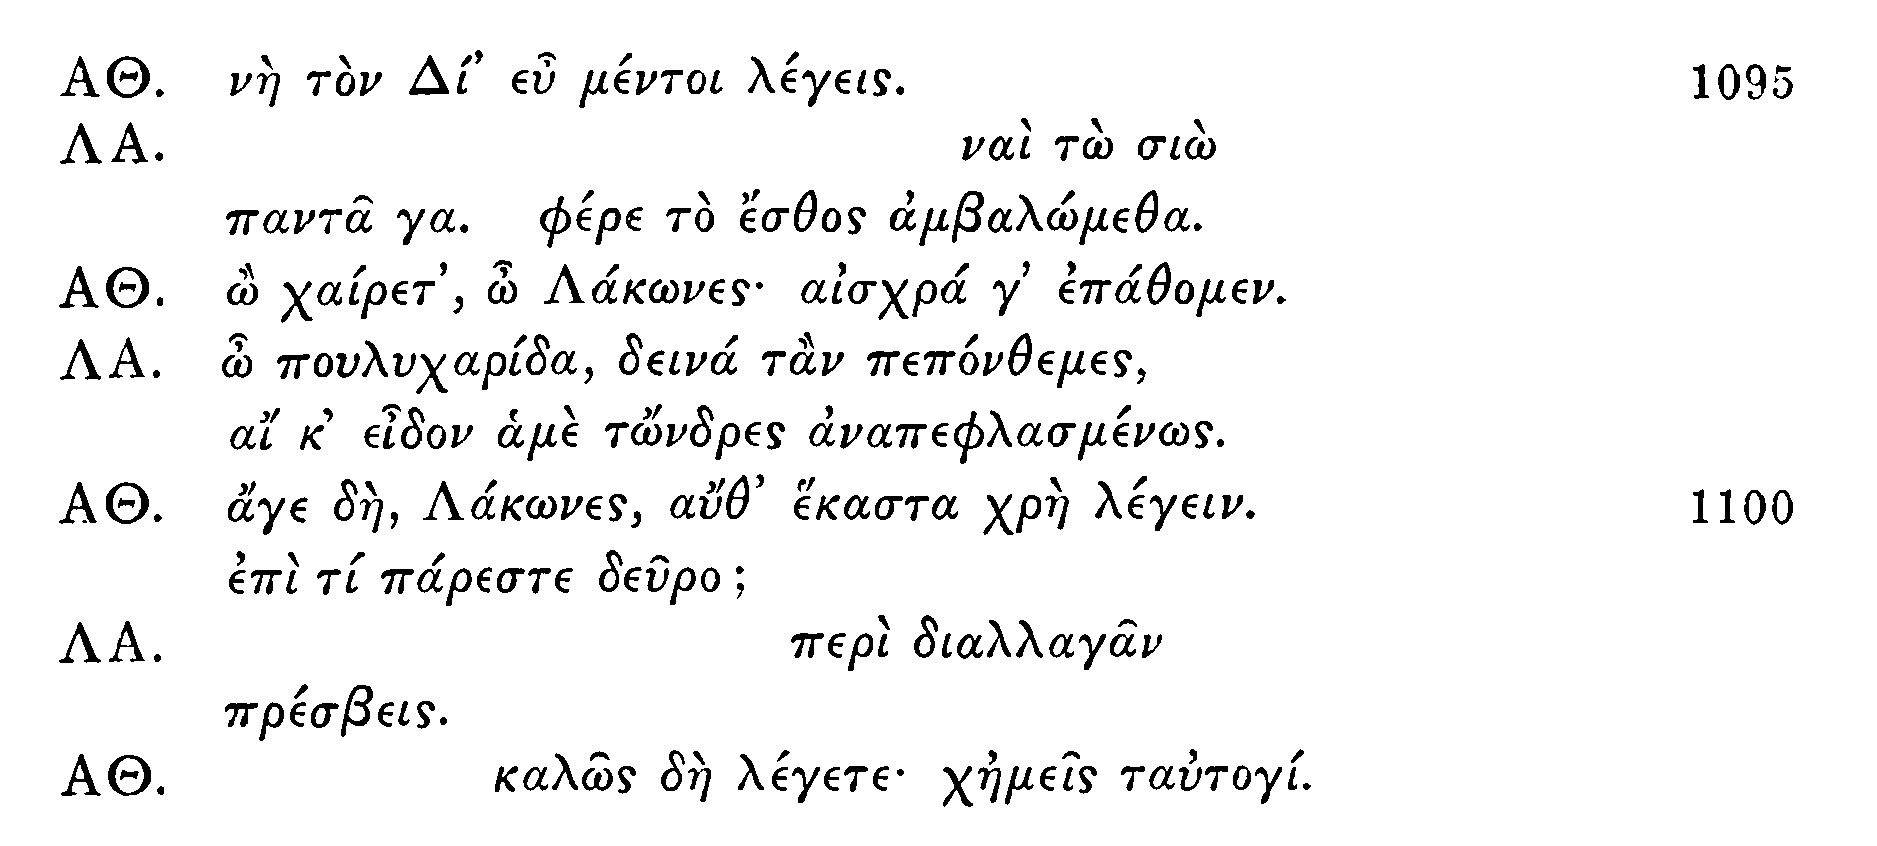 ΑΘ. νὴ τὸν Δί’ εὖ μέντοι λέγεις. 1095
ΛΑ. ναὶ τὼ σιὼ
παντᾶ γα. φέρε τὸ ἔσθος ἀμβαλώμεθα.
ΑΘ. ὢ χαίρετ’, ὦ Λάκωνες· αἰσχρά γ’ ἐπάθομεν.
ΛΑ. ὦ πουλυχαρίδα, δεινά τἂν πεπόνθεμες,
αἴ κ’ εἶδον ἁμὲ τὤνδρες ἀναπεφλασμένως.
ΑΘ. ἄγε δή, Λάκωνες, αὔθ’ ἕκαστα χρὴ λέγειν. 1100
ἐπὶ τί πάρεστε δεῦρο;
ΛΑ. περὶ διαλλαγᾶν
πρέσβεις.
ΑΘ. καλῶς δὴ λέγετε· χἠμεῖς ταὐτογί.